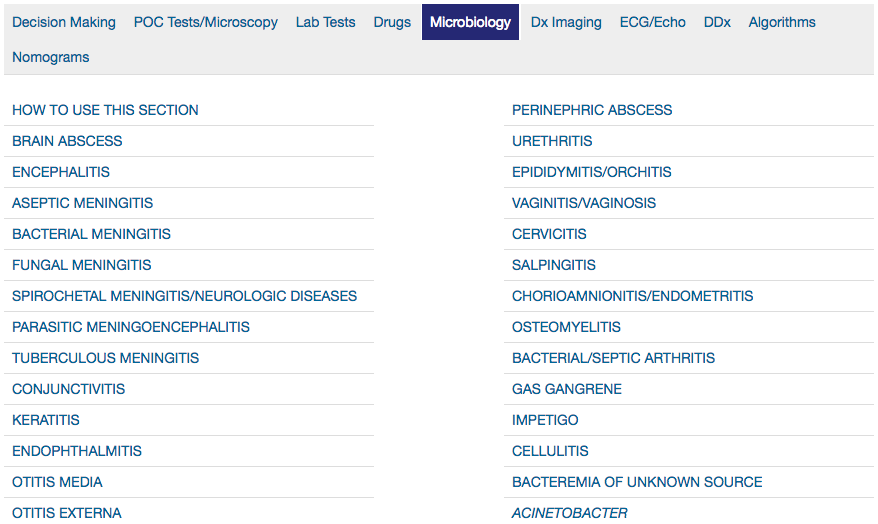 Decision Making POC Tests/Microscopy Lab Tests Drugs Microbiology Dx Imaging ECG/Echo DDx Algorithms
Nomograms
HOW TO USE THIS SECTION
BRAIN ABSCESS
ENCEPHALITIS
ASEPTIC MENINGITIS
BACTERIAL MENINGITIS
FUNGAL MENINGITIS
SPIROCHETAL MENINGITIS/NEUROLOGIC DISEASES
PARASITIC MENINGOENCEPHALITIS
TUBERCULOUS MENINGITIS
CONJUNCTIVITIS
KERATITIS
ENDOPHTHALMITIS
OTITIS MEDIA
OTITIS EXTERNA
PERINEPHRIC ABSCESS
URETHRITIS
EPIDIDYMITIS/ORCHITIS
VAGINITIS/VAGINOSIS
CERVICITIS
SALPINGITIS
CHORIOAMNIONITIS/ENDOMETRITIS
OSTEOMYELITIS
BACTERIAL/SEPTIC ARTHRITIS
GAS GANGRENE
IMPETIGO
CELLULITIS
BACTEREMIA OF UNKNOWN SOURCE
ACINETOBACTER